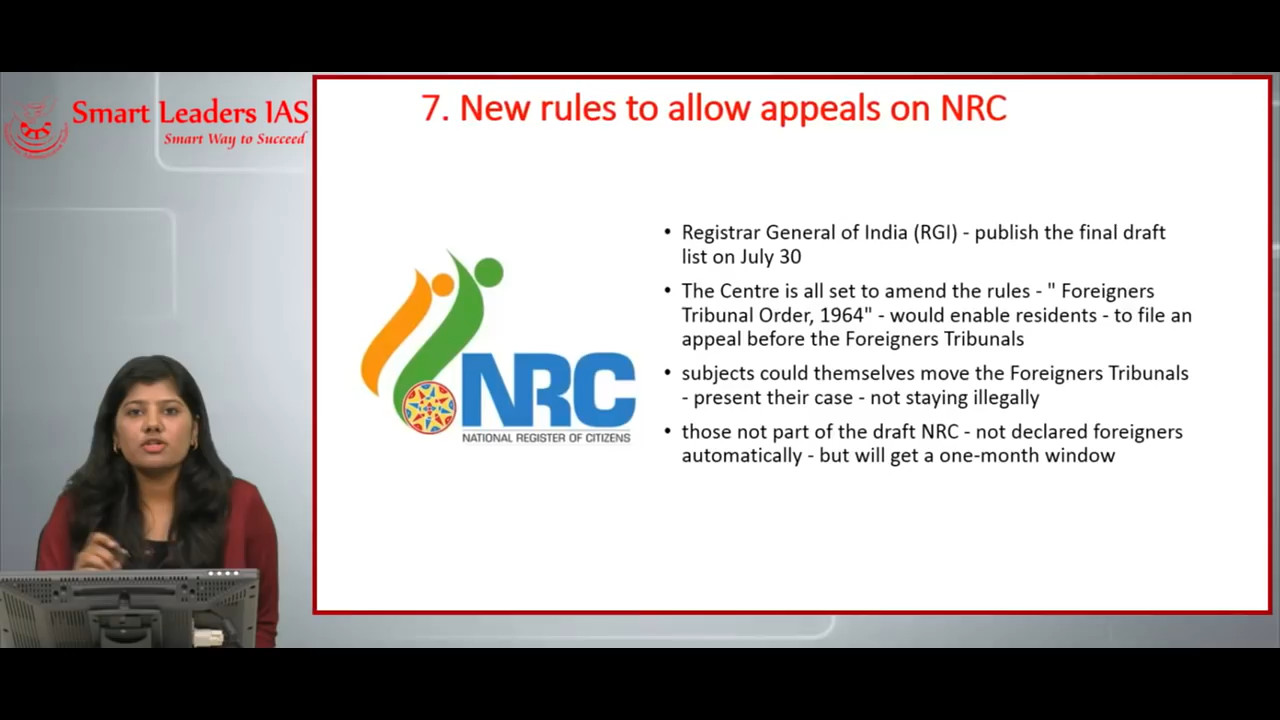 Smart Leaders IAS
Smart Way to Succeed
7. New rules to allow appeals on NRC
• Registrar General of India (RGI) - publish the final draft
list on July 30
• The Centre is all set to amend the rules - " Foreigners
Tribunal Order, 1964" - would enable residents - to file an
appeal before the Foreigners Tribunals
• subjects could themselves move the Foreigners Tribunals
- present their case - not staying illegally
• those not part of the draft NRC - not declared foreigners
automatically - but will get a one-month window
NRC
NATIONAL REGISTER OF CITIZENS